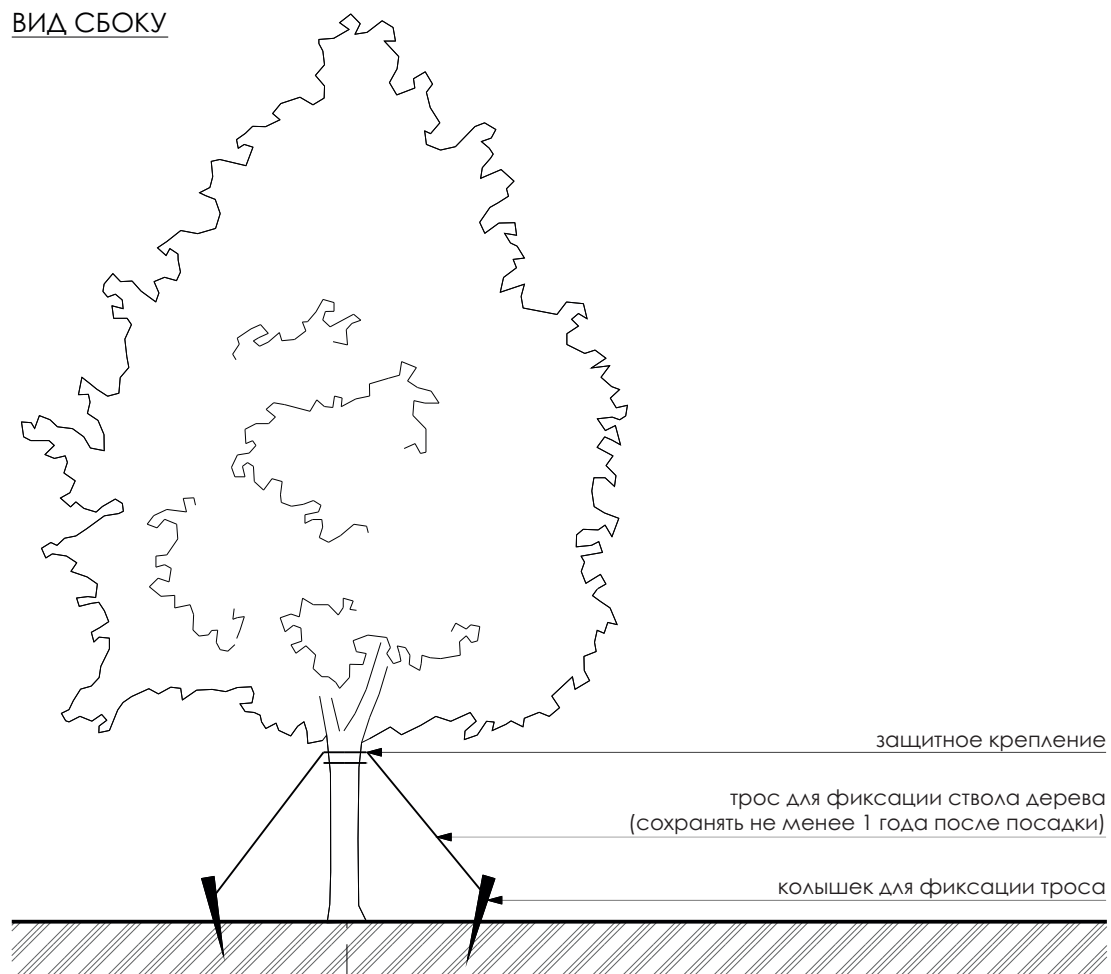 ВИД СБОКУ
защитное крепление
трос для фиксации ствола дерева
(сохранять не менее 1 года после посадки)
колышек для фиксации троса